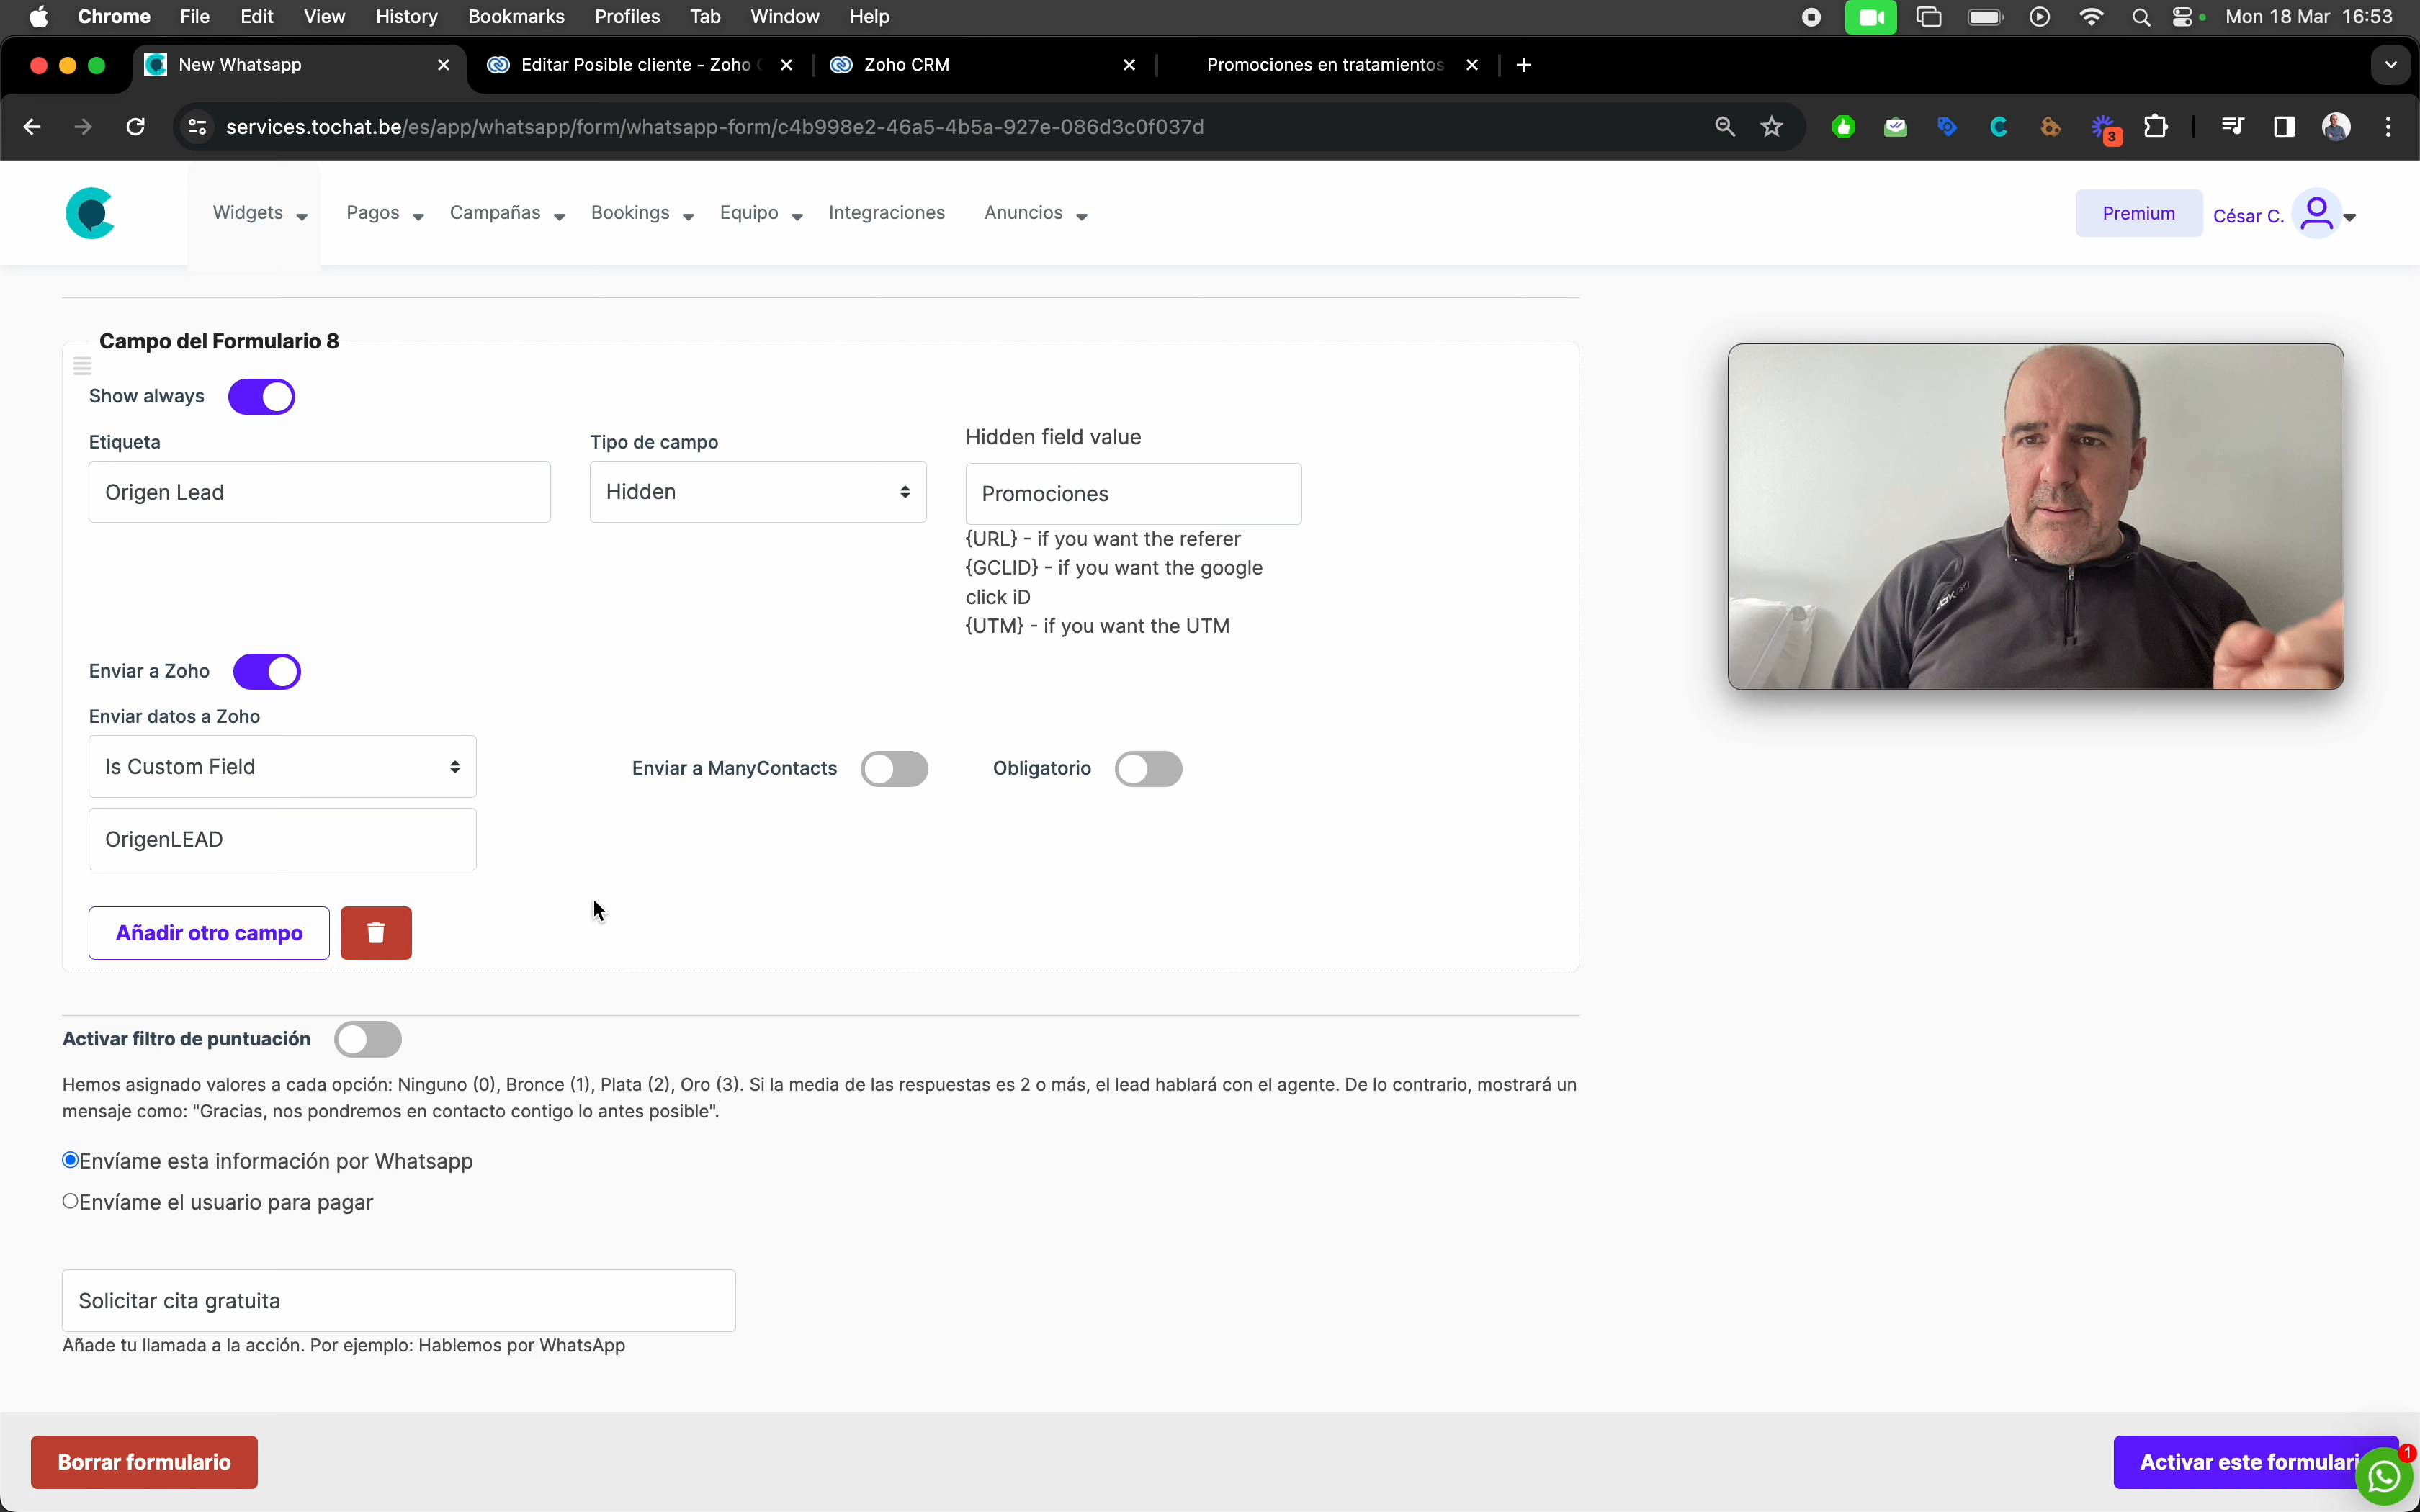 Chrome File Edit View History Bookmarks Profiles Tab Window Help Mon 18 Mar 16:53
New Whatsapp Editar Posible cliente - Zoho Zoho CRM Promociones en tratamientos
services.tochat.be/es/app/whatsapp/form/whatsapp-form/c4b998e2-46a5-4b5a-927e-086d3c0f037d 3
Widgets Pagos Campañas Bookings Equipo Integraciones Anuncios Premium César C.
Campo del Formulario 8
Show always
Etiqueta Tipo de campo Hidden field value
Origen Lead Hidden Promociones
{URL} - if you want the referer
{GCLID} - if you want the google
click iD
{UTM} - if you want the UTM
Enviar a Zoho
Enviar datos a Zoho
Is Custom Field Enviar a ManyContacts Obligatorio
OrigenLEAD
Añadir otro campo
Activar filtro de puntuación
Hemos asignado valores a cada opción: Ninguno (0), Bronce (1), Plata (2), Oro (3). Si la media de las respuestas es 2 o más, el lead hablará con el agente. De lo contrario, mostrará un
mensaje como: "Gracias, nos pondremos en contacto contigo lo antes posible".
Envíame esta información por Whatsapp
Envíame el usuario para pagar
Solicitar cita gratuita
Añade tu llamada a la acción. Por ejemplo: Hablemos por WhatsApp
Borrar formulario Activar este formulari 1